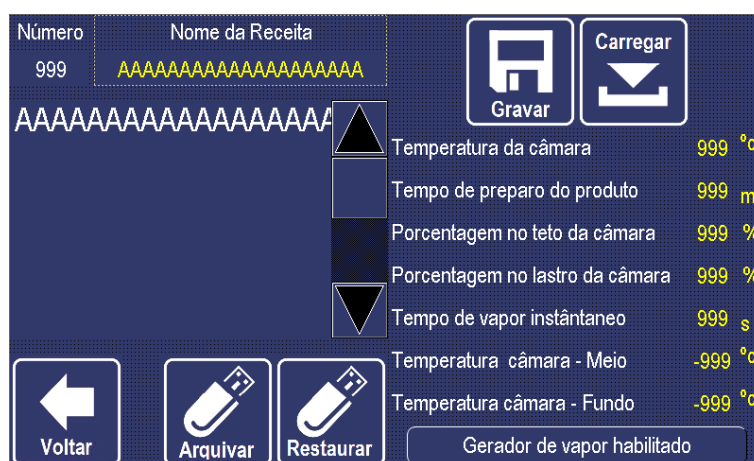 Número
Nome da Receita
999
AAAAAAAAAAAAAAAAAAAA
AAAAAAAAAAAAAAAAA
Gravar
Carregar
Temperatura da câmara 999 °c
Tempo de preparo do produto 999 m
Porcentagem no teto da câmara 999 %
Porcentagem no lastro da câmara 999 %
Tempo de vapor instântaneo 999 s
Temperatura câmara - Meio -999 °c
Temperatura câmara - Fundo -999 °c
Voltar
Arquivar
Restaurar
Gerador de vapor habilitado